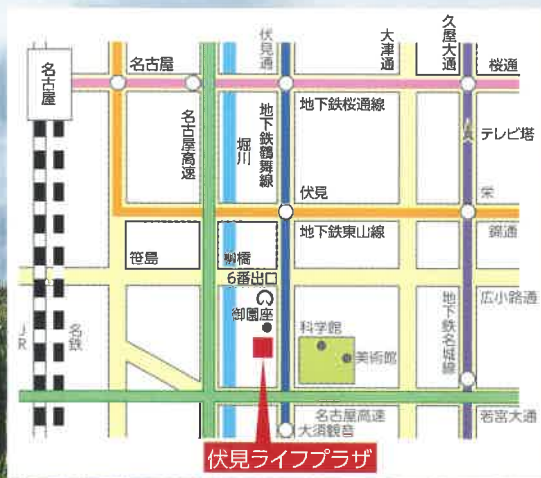 伏見通
大津通
久屋大通
名古屋
名古屋
桜通
地下鉄桜通線
名古屋高速
堀川
地下鉄鶴舞線
テレビ塔
伏見
栄
地下鉄東山線
錦通
笹島
柳橋
6番出口
広小路通
御園座
科学館
美術館
地下鉄名城線
JR
名鉄
名古屋高速
若宮大通
大須観音
伏見ライフプラザ